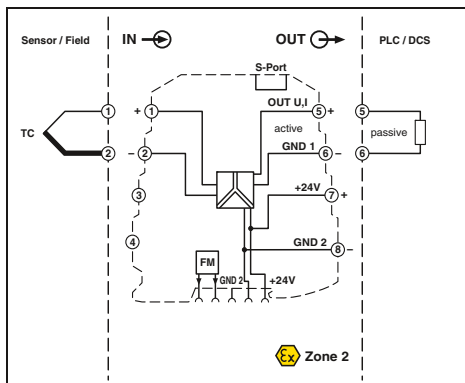 Sensor / Field
IN
OUT
PLC / DCS
S-Port
TC
1
2
+ 1
- 2
3
4
OUT U,I
5 +
active
GND 1
6 -
+24V
7 +
GND 2
8 -
5
6
passive
FM
GND 2
+24V
Ex Zone 2